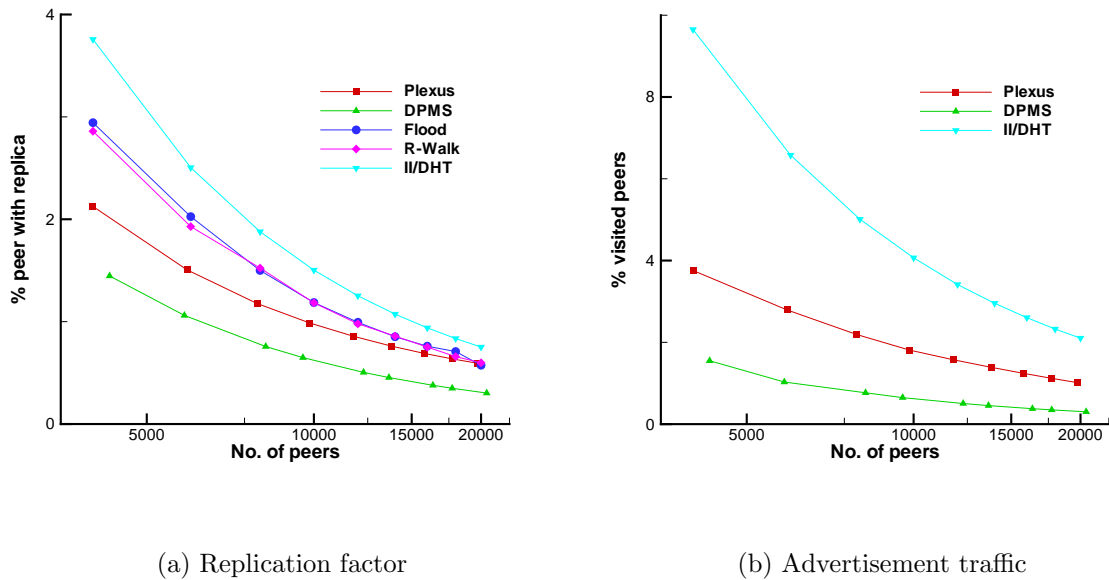 4
3
2
1
0
% peer with replica
Plexus
DPMS
Flood
R-Walk
II/DHT
5000
10000
15000
20000
No. of peers
8
4
0
% visited peers
Plexus
DPMS
II/DHT
5000
10000
15000
20000
No. of peers
(a) Replication factor
(b) Advertisement traffic